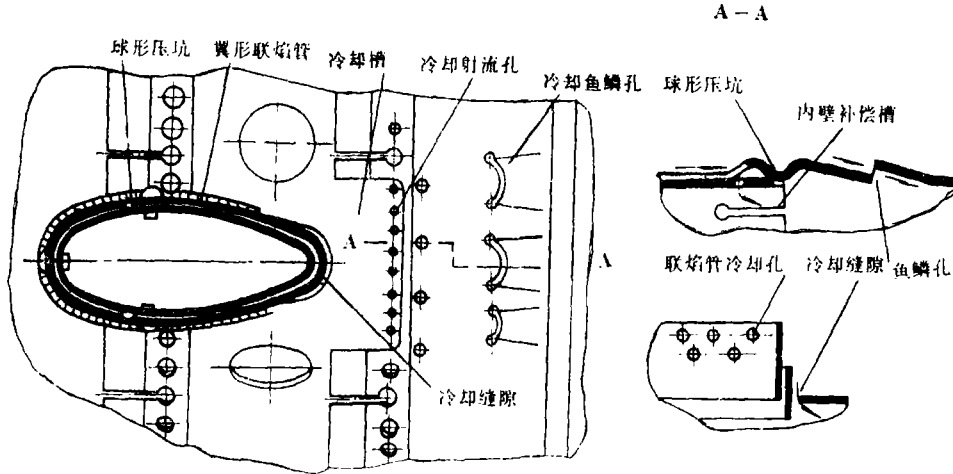 A－A
球形压坑
翼形联焰管
冷却槽
冷却射流孔
冷却鱼鳞孔
球形压坑
内壁补偿槽
A
A
联焰管冷却孔
冷却缝隙
鱼鳞孔
冷却缝隙